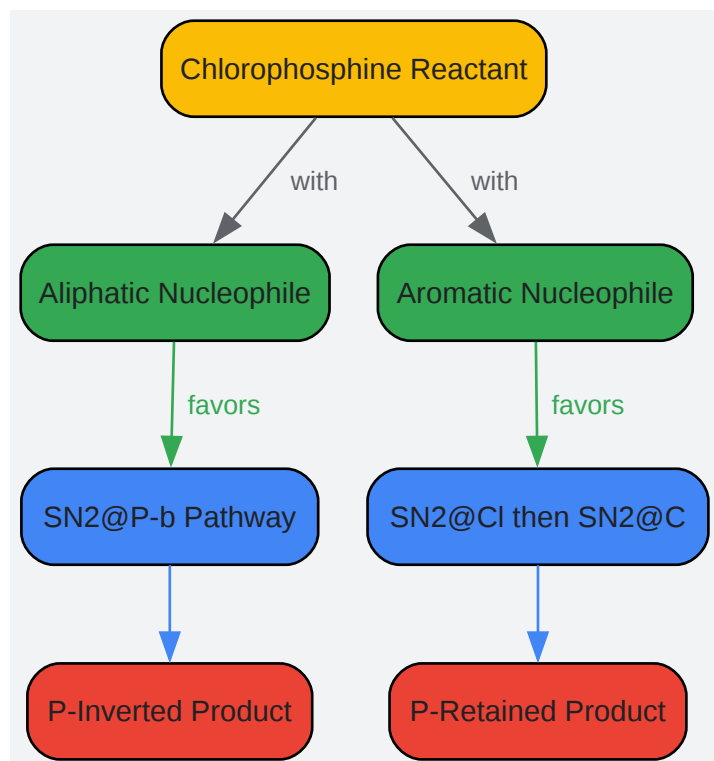 Chlorophosphine Reactant
with
with
Aliphatic Nucleophile
Aromatic Nucleophile
favors
favors
SN2@P-b Pathway
SN2@Cl then SN2@C
P-Inverted Product
P-Retained Product